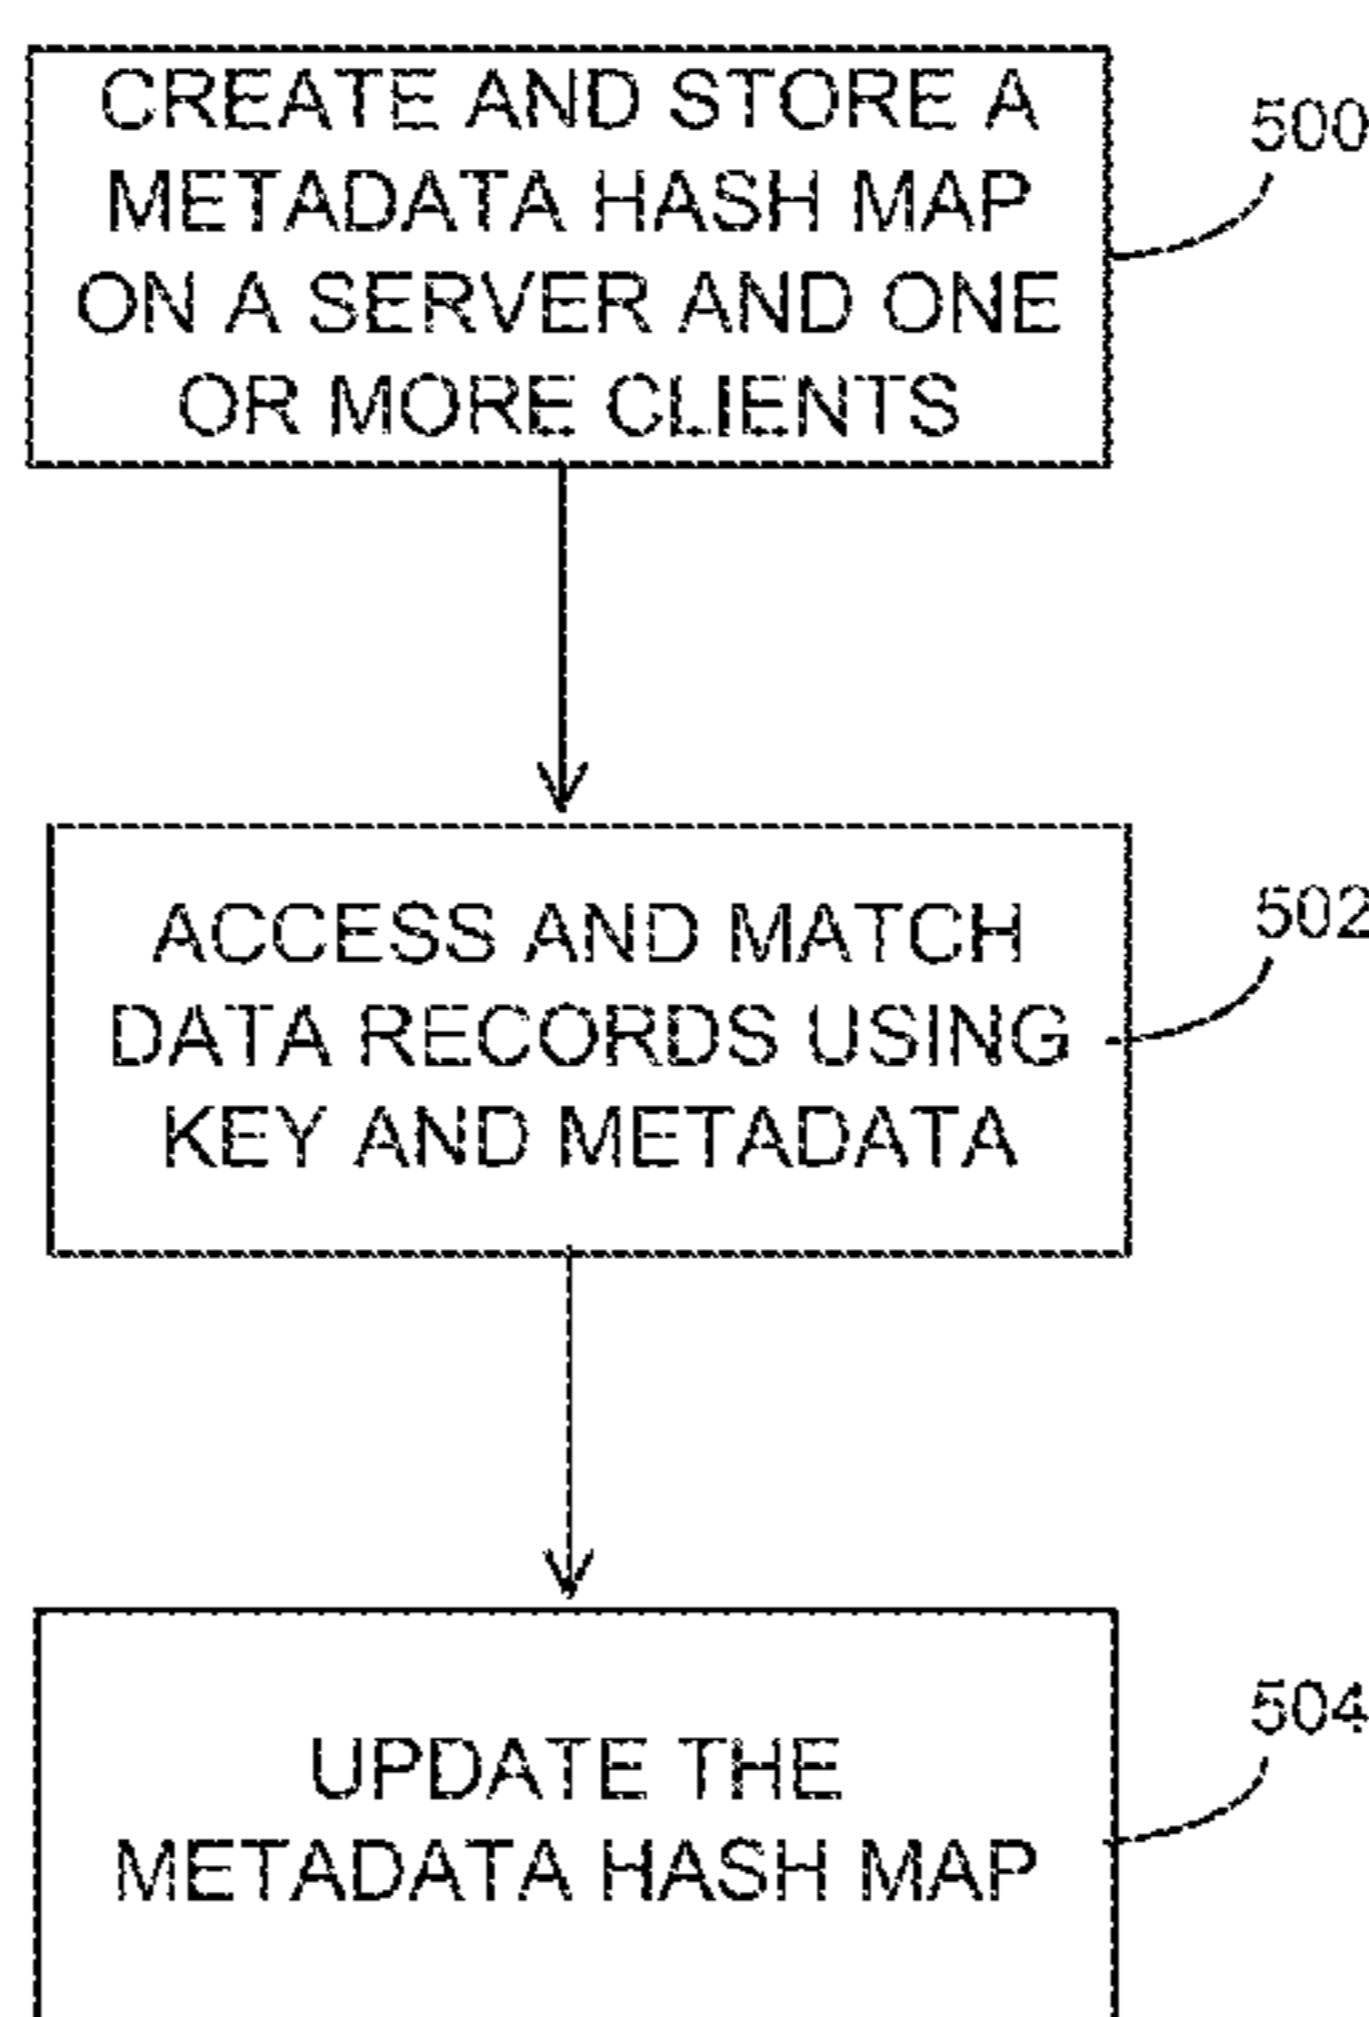 CREATE AND STORE A
METADATA HASH MAP
ON A SERVER AND ONE
OR MORE CLIENTS
500
ACCESS AND MATCH
DATA RECORDS USING
KEY AND METADATA
502
UPDATE THE
METADATA HASH MAP
504